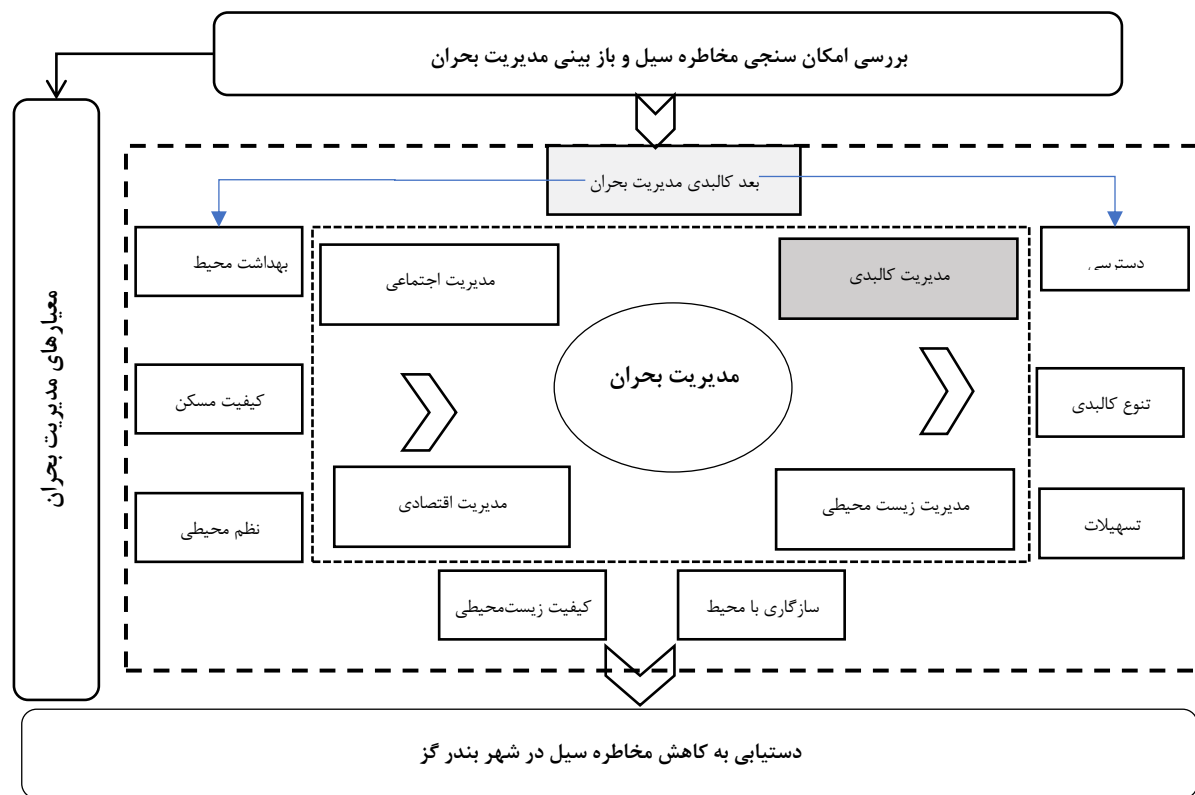 بررسی امکان سنجی مخاطره سیل و باز بینی مدیریت بحران
معیارهای مدیریت بحران
بعد کالبدی مدیریت بحران
دسترسی
بهداشت محیط
مدیریت کالبدی
مدیریت اجتماعی
مدیریت بحران
تنوع کالبدی
کیفیت مسکن
مدیریت زیست محیطی
مدیریت اقتصادی
تسهیلات
نظم محیطی
سازگاری با محیط
کیفیت زیست‌محیطی
دستیابی به کاهش مخاطره سیل در شهر بندر گز